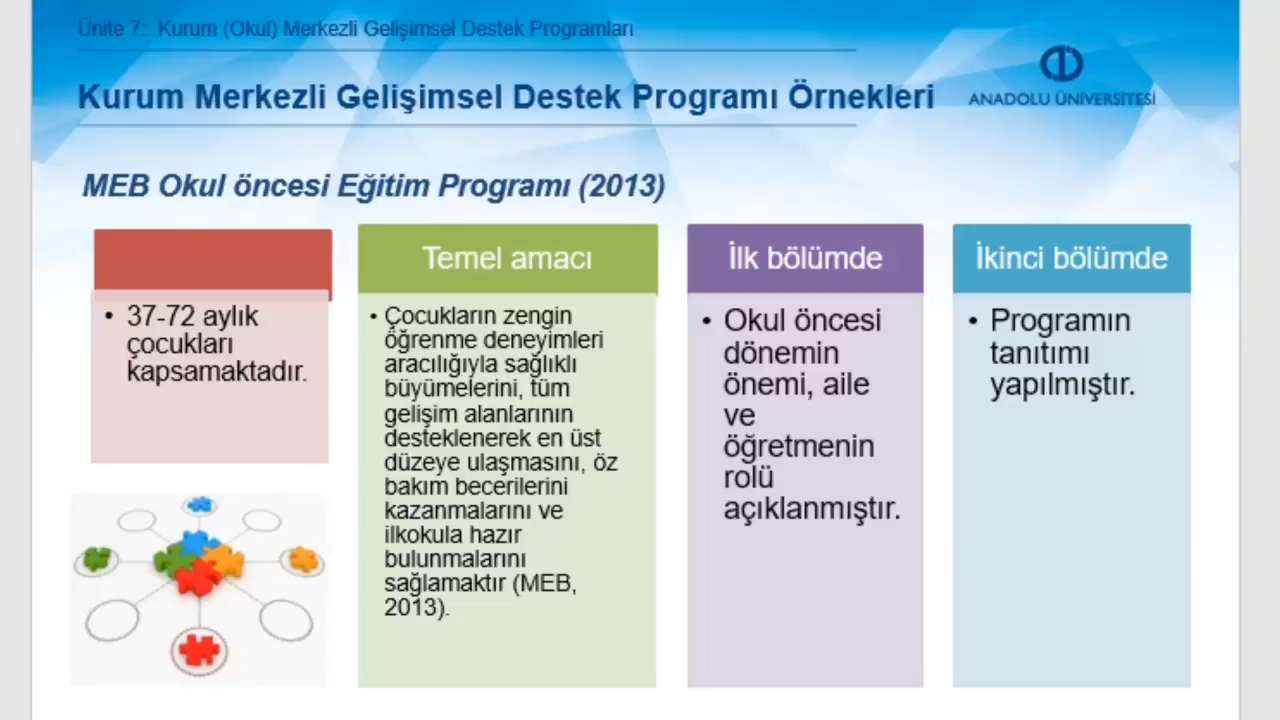 Ünite 7: Kurum (Okul) Merkezli Gelişimsel Destek Programları
Kurum Merkezli Gelişimsel Destek Programı Örnekleri
ANADOLU ÜNİVERSİTESİ
MEB Okul öncesi Eğitim Programı (2013)
• 37-72 aylık
çocukları
kapsamaktadır.
Temel amacı
• Çocukların zengin
öğrenme deneyimleri
aracılığıyla sağlıklı
büyümelerini, tüm
gelişim alanlarının
desteklenerek en üst
düzeye ulaşmasını, öz
bakım becerilerini
kazanmalarını ve
ilkokula hazır
bulunmalarını
sağlamaktır (MEB,
2013).
İlk bölümde
• Okul öncesi
dönemin
önemi, aile
ve
öğretmenin
rolü
açıklanmıştır.
İkinci bölümde
• Programın
tanıtımı
yapılmıştır.